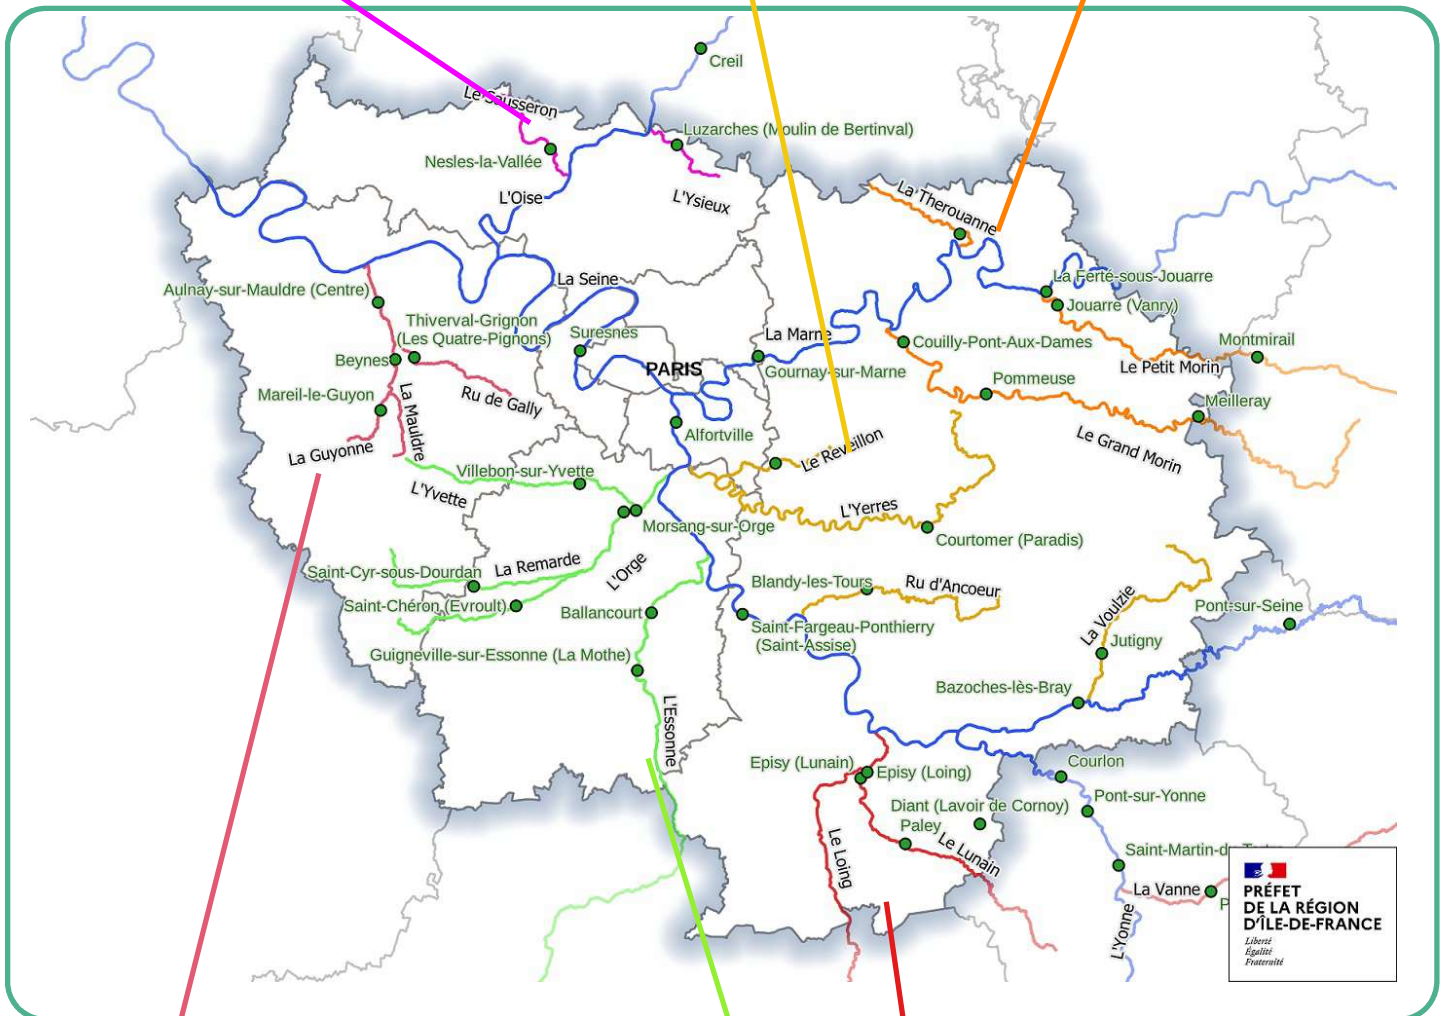 Creil
Le Sausseron
Luzarches (Moulin de Bertinval)
Nesles-la-Vallée
L'Oise
L'Ysieux
La Therouanne
La Seine
Aulnay-sur-Mauldre (Centre)
La Ferté-sous-Jouarre
Jouarre (Vanry)
Thiverval-Grignon
(Les Quatre-Pignons)
Suresnes
La Marne
Couilly-Pont-Aux-Dames
Montmirail
Beynes
PARIS
Gournay-sur-Marne
Le Petit Morin
Pommeuse
Mareil-le-Guyon
La Mauldre
Ru de Gally
Meilleray
Alfortville
Le Grand Morin
La Guyonne
Le Reveillon
Villebon-sur-Yvette
L'Yvette
L'Yerres
Morsang-sur-Orge
Courtomer (Paradis)
La Remarde
L'Orge
Saint-Cyr-sous-Dourdan
Blandy-les-Tours
Ru d'Ancoeur
Saint-Chéron (Evroult)
Ballancourt
La Voulzie
Pont-sur-Seine
Saint-Fargeau-Ponthierry
(Saint-Assise)
Jutigny
Guigneville-sur-Essonne (La Mothe)
Bazoches-lès-Bray
L'Essonne
Episy (Lunain)
Episy (Loing)
Courlon
Diant (Lavoir de Cornoy)
Pont-sur-Yonne
Paley
Le Loing
Le Lunain
Saint-Martin-du-Tertre
La Vanne
L'Yonne
PRÉFET
DE LA RÉGION
D'ÎLE-DE-FRANCE
Liberté
Égalité
Fraternité